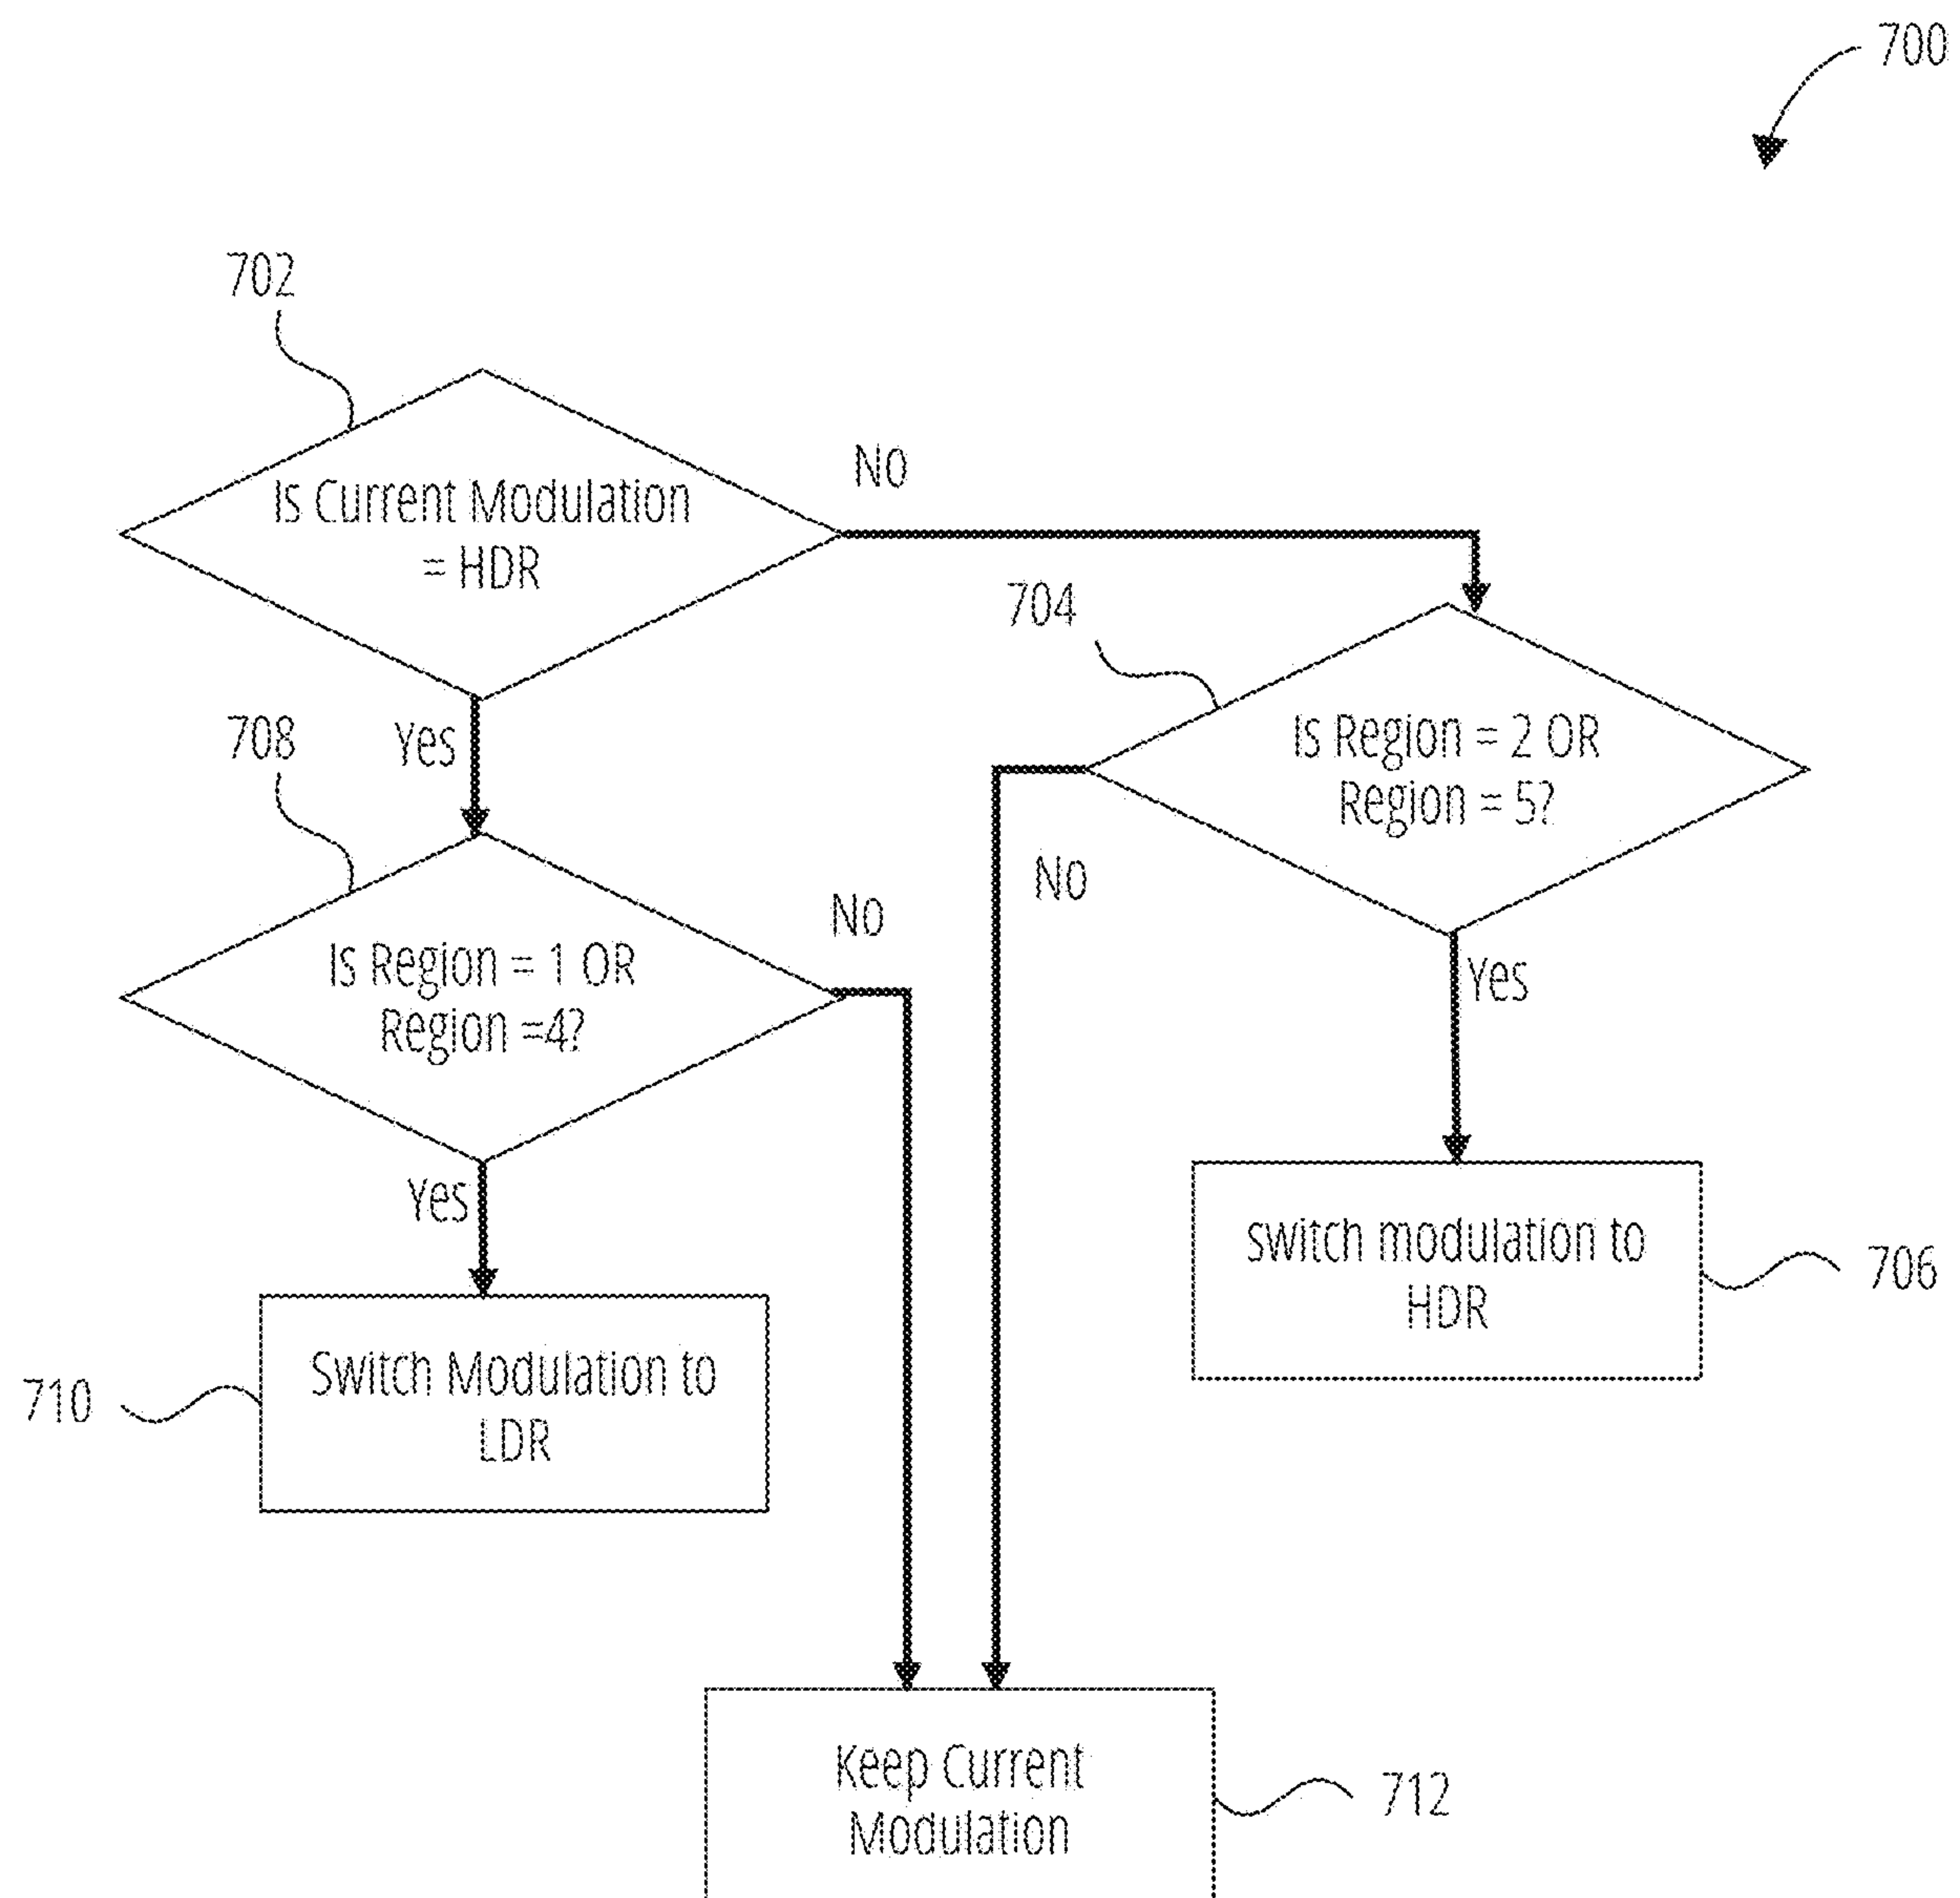 700
702
Is Current Modulation
= HDR
No
704
Is Region = 2 OR
Region = 5?
Yes
708
No
No
Is Region = 1 OR
Region =4?
Yes
Yes
switch modulation to
HDR
706
Switch Modulation to
LDR
710
Keep Current
Modulation
712